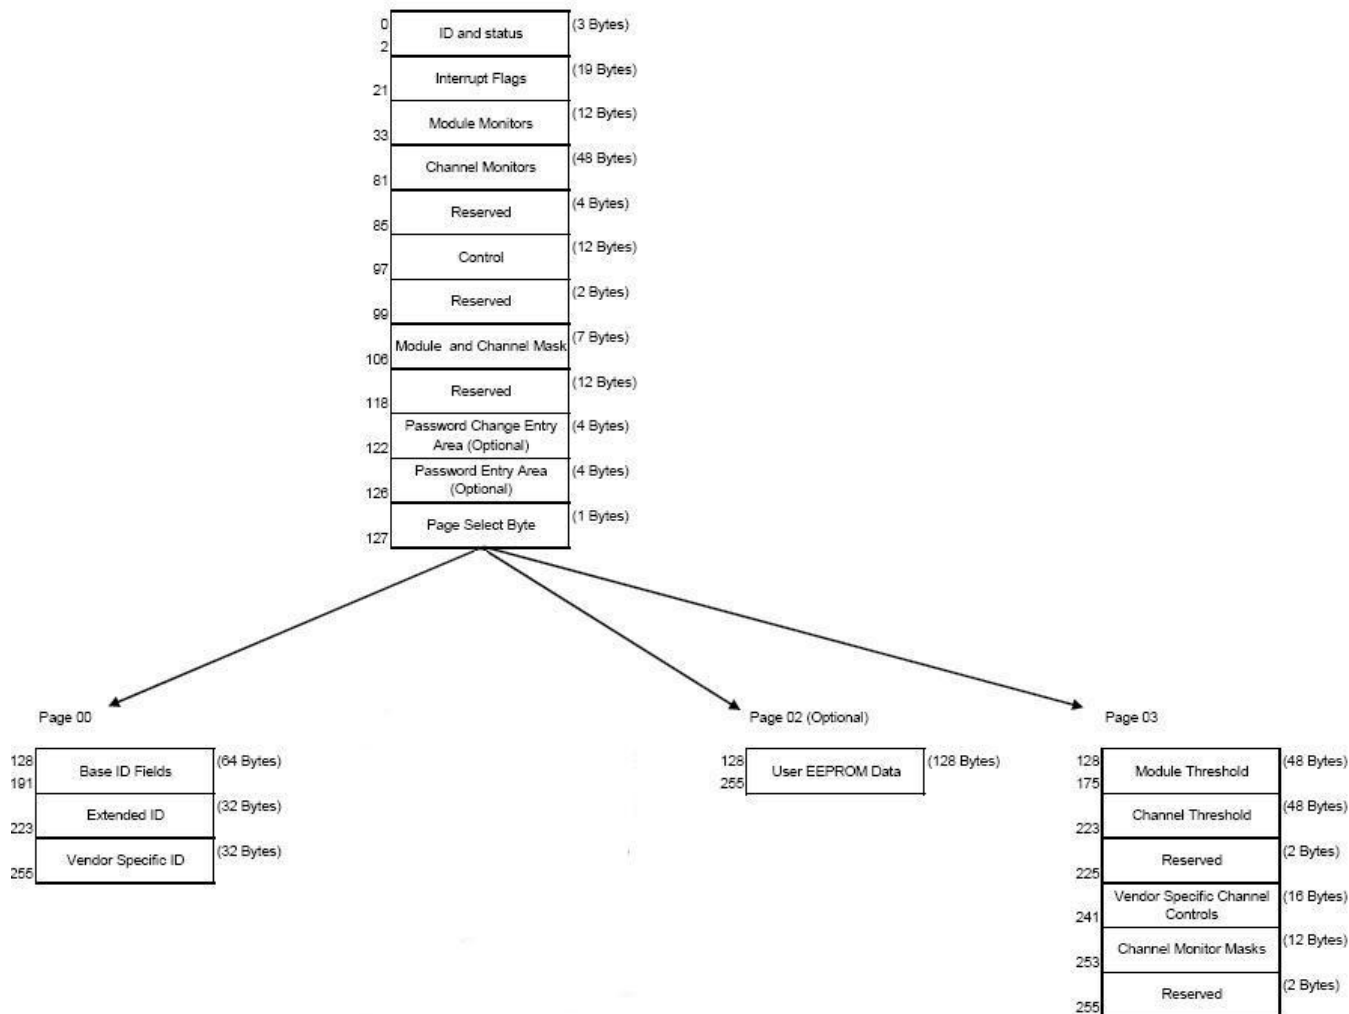 0
ID and status
(3 Bytes)
2
Interrupt Flags
(19 Bytes)
21
Module Monitors
(12 Bytes)
33
Channel Monitors
(48 Bytes)
81
Reserved
(4 Bytes)
85
Control
(12 Bytes)
97
Reserved
(2 Bytes)
99
Module and Channel Mask
(7 Bytes)
106
Reserved
(12 Bytes)
118
Password Change Entry
Area (Optional)
(4 Bytes)
122
Password Entry Area
(Optional)
(4 Bytes)
126
Page Select Byte
(1 Bytes)
127
Page 00
128
Base ID Fields
(64 Bytes)
191
Extended ID
(32 Bytes)
223
Vendor Specific ID
(32 Bytes)
255
Page 02 (Optional)
128
User EEPROM Data
(128 Bytes)
255
Page 03
128
Module Threshold
(48 Bytes)
175
Channel Threshold
(48 Bytes)
223
Reserved
(2 Bytes)
225
Vendor Specific Channel
Controls
(16 Bytes)
241
Channel Monitor Masks
(12 Bytes)
253
Reserved
(2 Bytes)
255